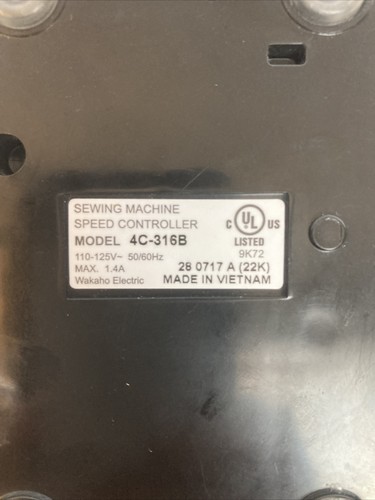 SEWING MACHINE
SPEED CONTROLLER
MODEL 4C-316B
110-125V~ 50/60Hz
MAX. 1.4A
Wakaho Electric
C UL US
LISTED
9K72
28 0717 A (22K)
MADE IN VIETNAM